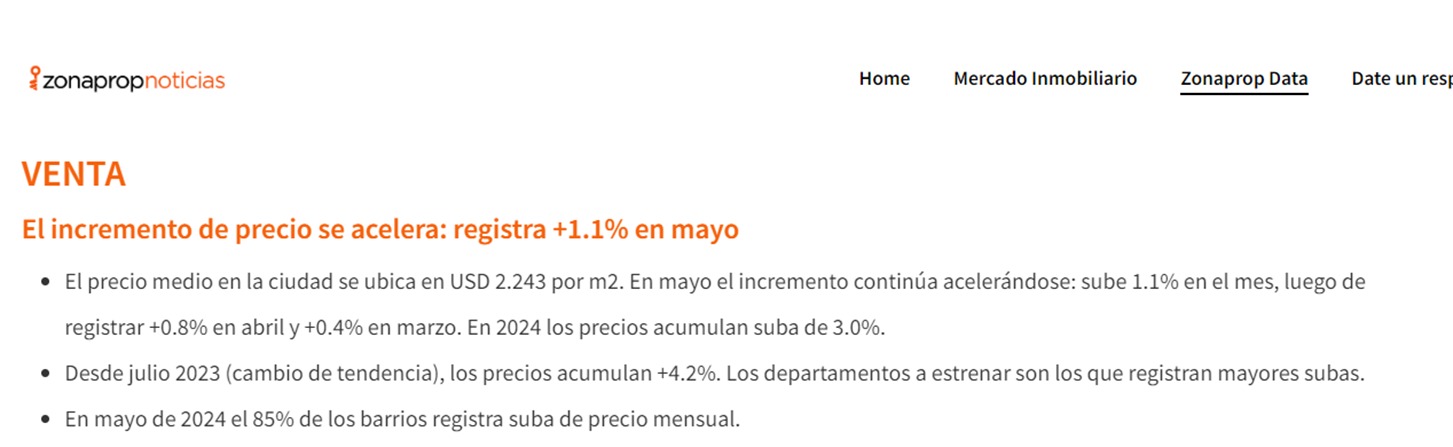 zonapropnoticias
Home Mercado Inmobiliario Zonaprop Data Date un resp
VENTA
El incremento de precio se acelera: registra +1.1% en mayo
• El precio medio en la ciudad se ubica en USD 2.243 por m2. En mayo el incremento continúa acelerándose: sube 1.1% en el mes, luego de
registrar +0.8% en abril y +0.4% en marzo. En 2024 los precios acumulan suba de 3.0%.
• Desde julio 2023 (cambio de tendencia), los precios acumulan +4.2%. Los departamentos a estrenar son los que registran mayores subas.
• En mayo de 2024 el 85% de los barrios registra suba de precio mensual.